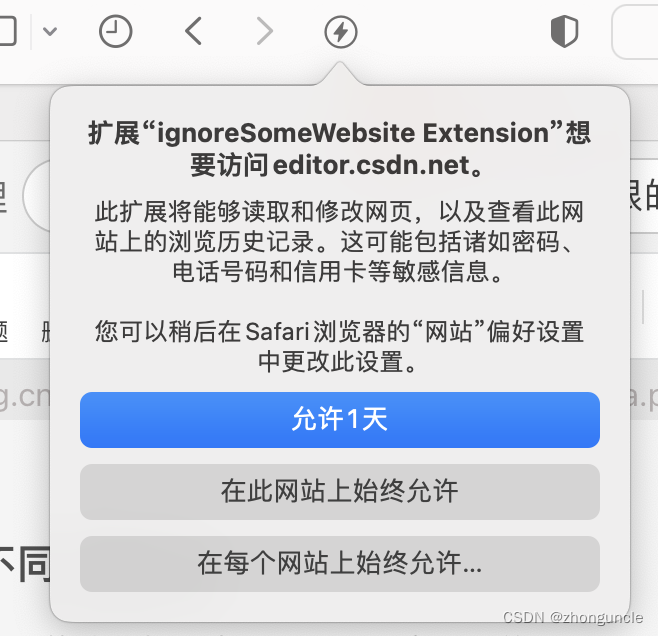 扩展“ignoreSomeWebsite Extension”想
要访问editor.csdn.net。
此扩展将能够读取和修改网页，以及查看此网
站上的浏览历史记录。这可能包括诸如密码、
电话号码和信用卡等敏感信息。
您可以稍后在Safari浏览器的“网站”偏好设置
中更改此设置。
g.cn
a.p
允许1天
在此网站上始终允许
在每个网站上始终允许...
不同
CSDN @zhonguncle